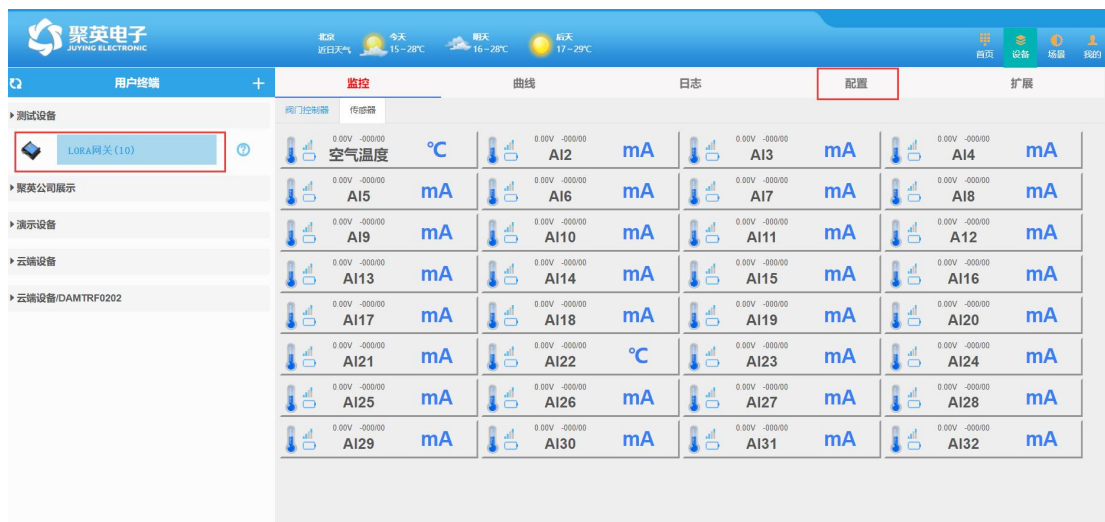 聚英电子
JUYING ELECTRONIC
北京 今天 明天 后天
近日天气 15~28℃ 16~28℃ 17~29℃
首页 设备 场景 我的
用户终端 + 监控 曲线 日志 配置 扩展
测试设备
阀门控制器 传感器
LORA网关(10)
聚英公司展示
演示设备
云端设备
云端设备/DAMTRF0202
0.00V -000/00 0.00V -000/00 0.00V -000/00 0.00V -000/00
空气温度 ℃ AI2 mA AI3 mA AI4 mA
0.00V -000/00 0.00V -000/00 0.00V -000/00 0.00V -000/00
AI5 mA AI6 mA AI7 mA AI8 mA
0.00V -000/00 0.00V -000/00 0.00V -000/00 0.00V -000/00
AI9 mA AI10 mA AI11 mA A12 mA
0.00V -000/00 0.00V -000/00 0.00V -000/00 0.00V -000/00
AI13 mA AI14 mA AI15 mA AI16 mA
0.00V -000/00 0.00V -000/00 0.00V -000/00 0.00V -000/00
AI17 mA AI18 mA AI19 mA AI20 mA
0.00V -000/00 0.00V -000/00 0.00V -000/00 0.00V -000/00
AI21 mA AI22 ℃ AI23 mA AI24 mA
0.00V -000/00 0.00V -000/00 0.00V -000/00 0.00V -000/00
AI25 mA AI26 mA AI27 mA AI28 mA
0.00V -000/00 0.00V -000/00 0.00V -000/00 0.00V -000/00
AI29 mA AI30 mA AI31 mA AI32 mA